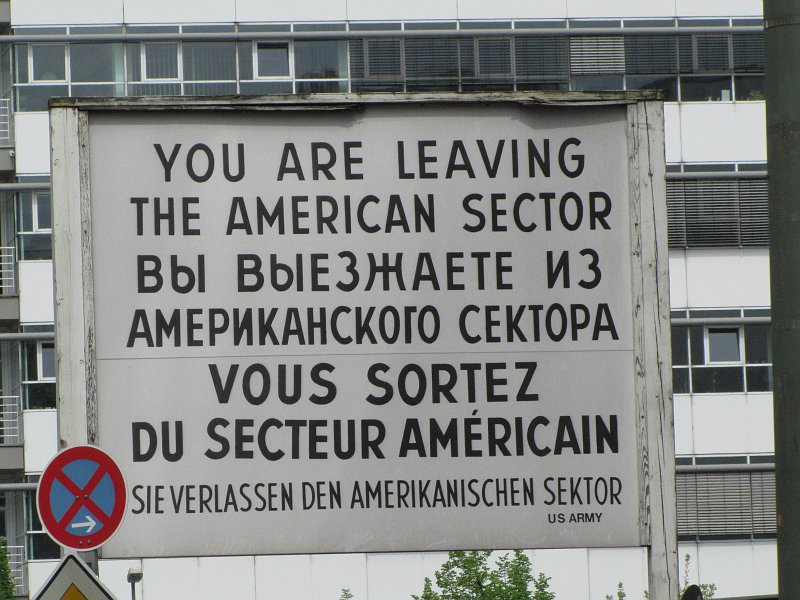 YOU ARE LEAVING
THE AMERICAN SECTOR
ВЫ ВЫЕЗЖАЕТЕ ИЗ
АМЕРИКАНСКОГО СЕКТОРА
VOUS SORTEZ
DU SECTEUR AMÉRICAIN
SIE VERLASSEN DEN AMERIKANISCHEN SEKTOR
US ARMY